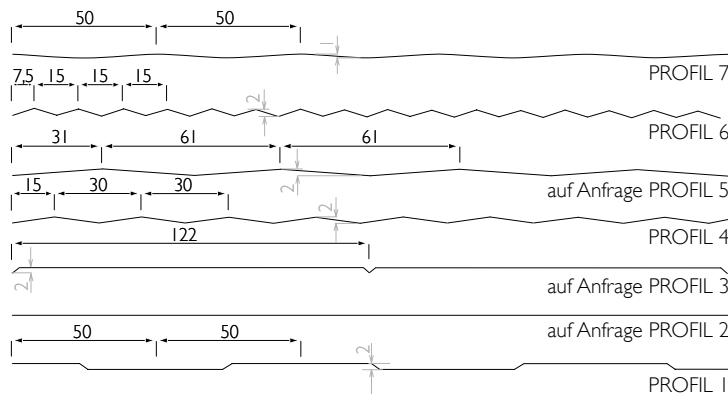 50 50
1
PROFIL 7
7,5 15 15 15
2
PROFIL 6
31 61 61
2
auf Anfrage PROFIL 5
15 30 30
2
PROFIL 4
122
2
auf Anfrage PROFIL 3
auf Anfrage PROFIL 2
50 50
2
PROFIL 1